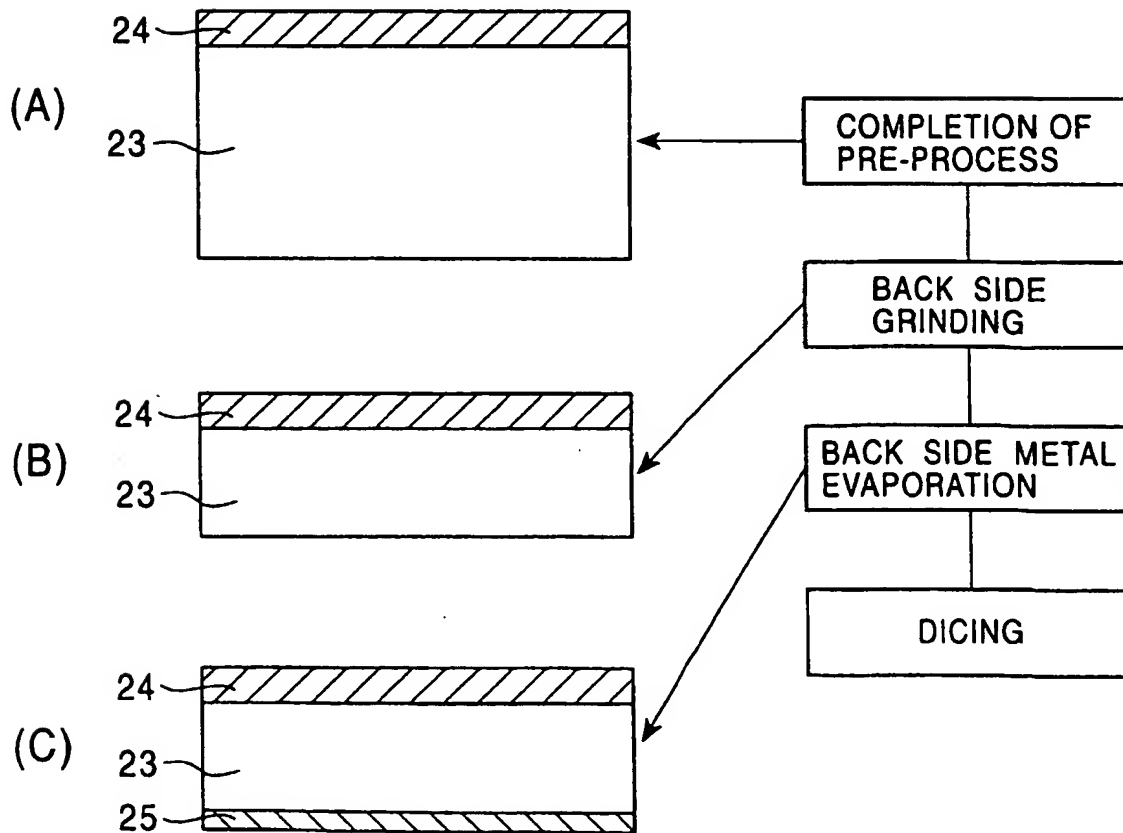 (A)
24
23
COMPLETION OF
PRE-PROCESS
BACK SIDE
GRINDING
(B)
24
23
BACK SIDE METAL
EVAPORATION
DICING
(C)
24
23
25